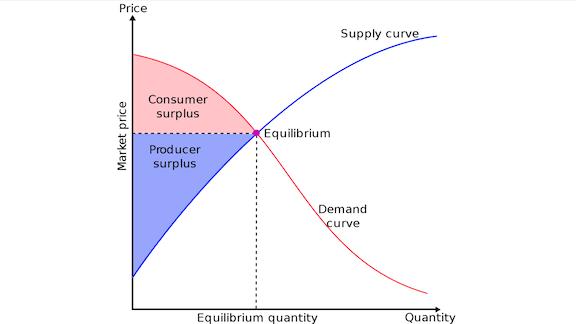 Price
Supply curve
Consumer
surplus
Market price
Equilibrium
Producer
surplus
Demand
curve
Equilibrium quantity
Quantity